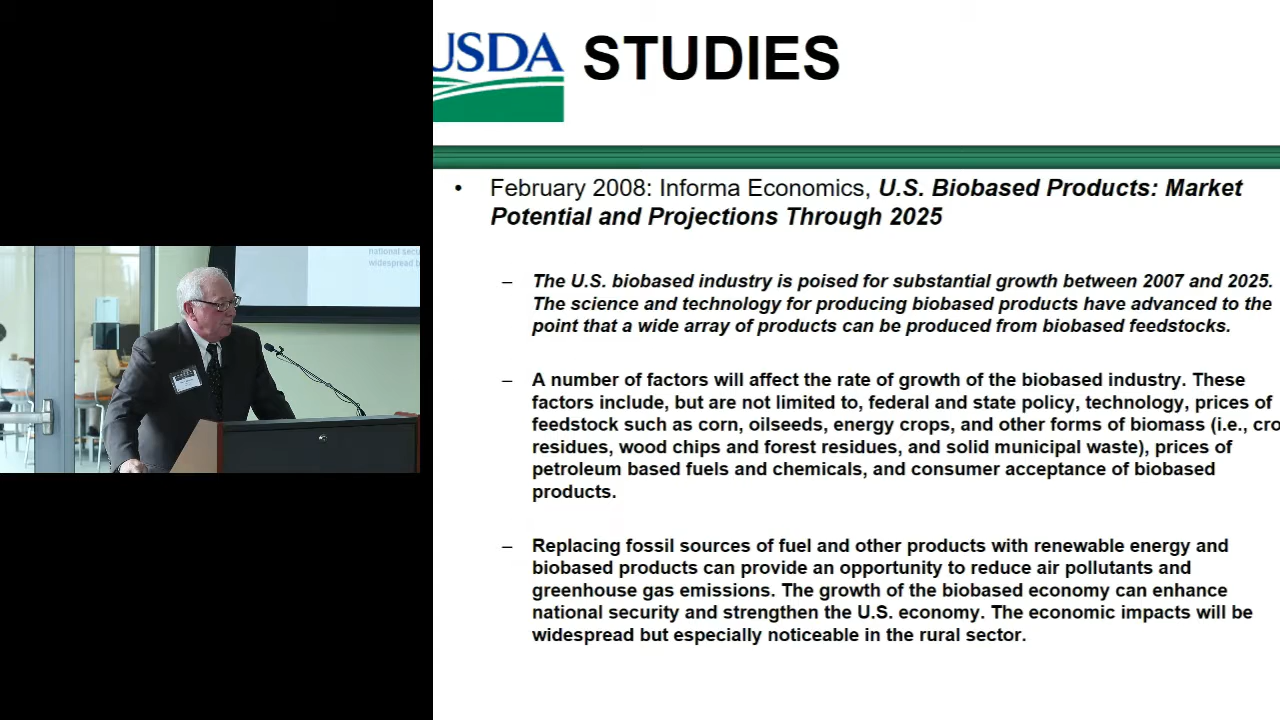 USDA STUDIES
• February 2008: Informa Economics, U.S. Biobased Products: Market
Potential and Projections Through 2025
– The U.S. biobased industry is poised for substantial growth between 2007 and 2025.
The science and technology for producing biobased products have advanced to the
point that a wide array of products can be produced from biobased feedstocks.
– A number of factors will affect the rate of growth of the biobased industry. These
factors include, but are not limited to, federal and state policy, technology, prices of
feedstock such as corn, oilseeds, energy crops, and other forms of biomass (i.e., cro
residues, wood chips and forest residues, and solid municipal waste), prices of
petroleum based fuels and chemicals, and consumer acceptance of biobased
products.
– Replacing fossil sources of fuel and other products with renewable energy and
biobased products can provide an opportunity to reduce air pollutants and
greenhouse gas emissions. The growth of the biobased economy can enhance
national security and strengthen the U.S. economy. The economic impacts will be
widespread but especially noticeable in the rural sector.
national secu
widespread b